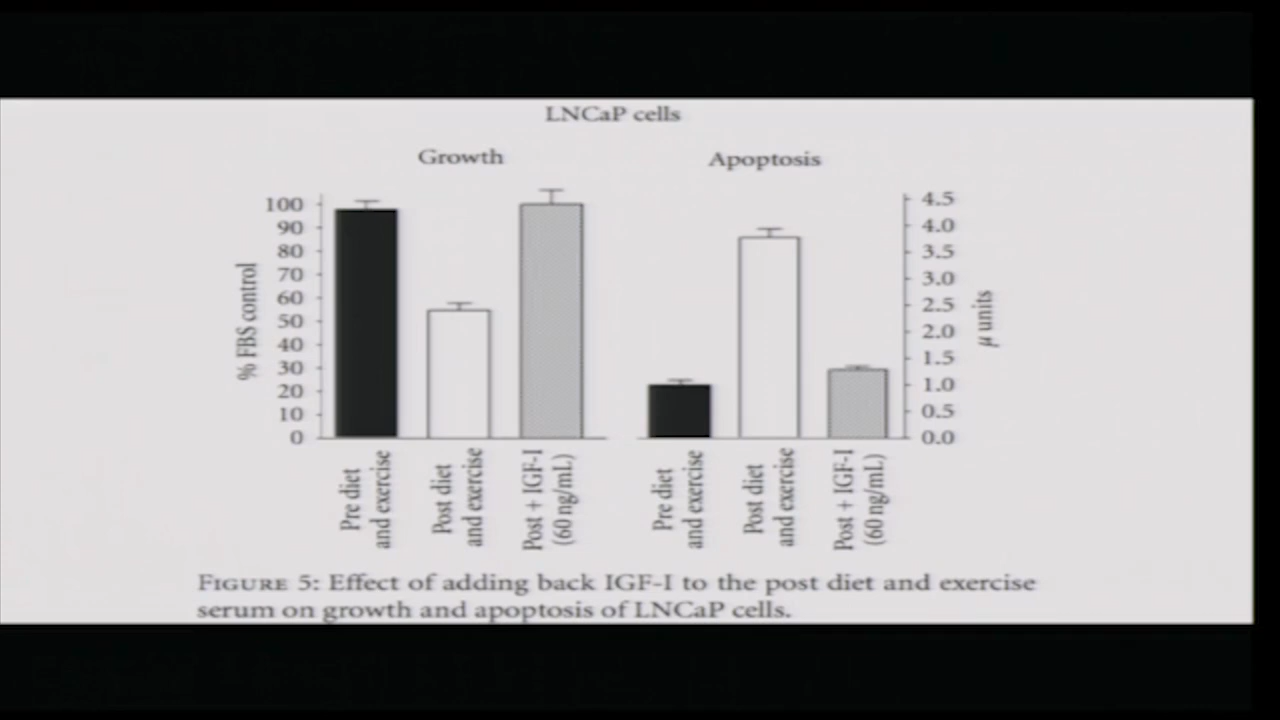 LNCaP cells
Growth
Apoptosis
% FBS control
100
90
80
70
60
50
40
30
20
10
0
Pre diet
and exercise
Post diet
and exercise
Post + IGF-I
(60 ng/mL)
4.5
4.0
3.5
3.0
2.5
2.0
1.5
1.0
0.5
0.0
μ units
Pre diet
and exercise
Post diet
and exercise
Post + IGF-I
(60 ng/mL)
FIGURE 5: Effect of adding back IGF-I to the post diet and exercise
serum on growth and apoptosis of LNCaP cells.